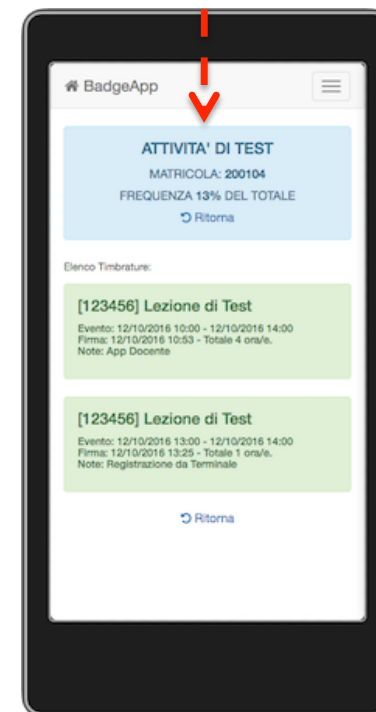 BadgeApp
ATTIVITA' DI TEST
MATRICOLA: 200104
FREQUENZA 13% DEL TOTALE
Ritorna
Elenco Timbrature:
[123456] Lezione di Test
Evento: 12/10/2016 10:00 - 12/10/2016 14:00
Firma: 12/10/2016 10:53 - Totale 4 ora/e.
Note: App Docente
[123456] Lezione di Test
Evento: 12/10/2016 13:00 - 12/10/2016 14:00
Firma: 12/10/2016 13:25 - Totale 1 ora/e.
Note: Registrazione da Terminale
Ritorna